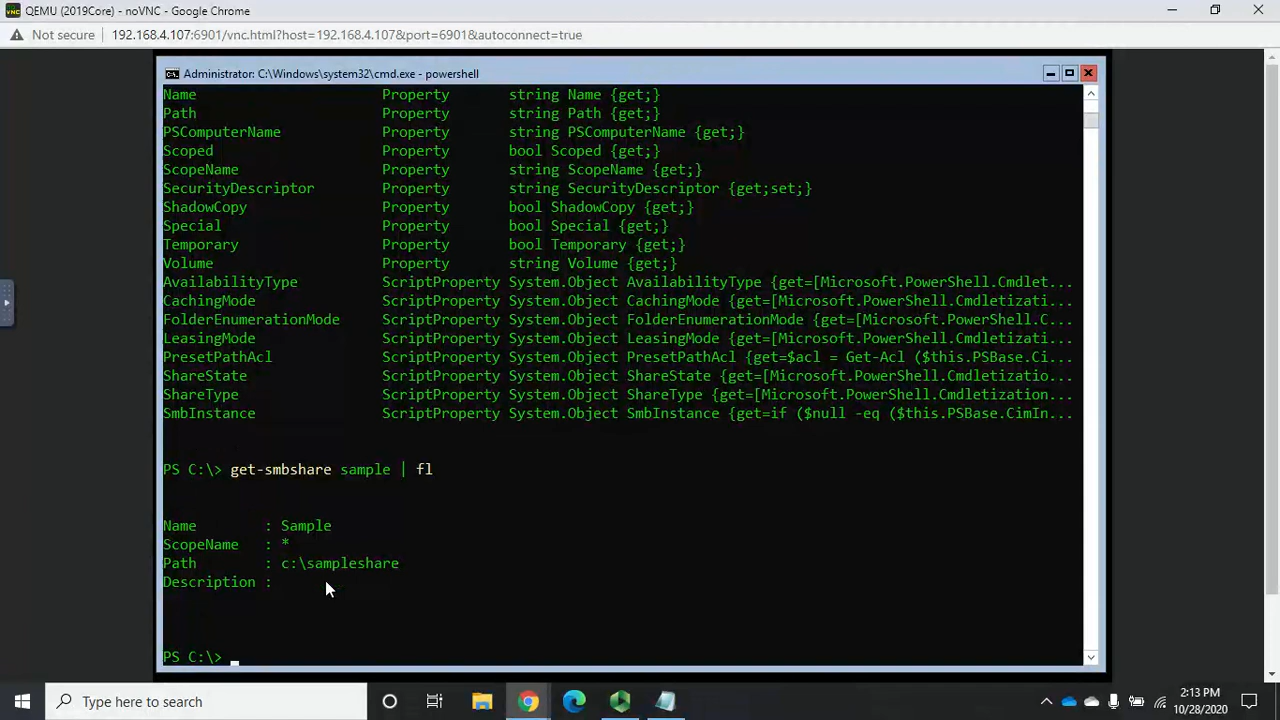 QEMU (2019Core) - noVNC - Google Chrome
Not secure 192.168.4.107:6901/vnc.html?host=192.168.4.107&port=6901&autoconnect=true
Administrator: C:\Windows\system32\cmd.exe - powershell
Name Property string Name {get;}
Path Property string Path {get;}
PSComputerName Property string PSComputerName {get;}
Scoped Property bool Scoped {get;}
ScopeName Property string ScopeName {get;}
SecurityDescriptor Property string SecurityDescriptor {get;set;}
ShadowCopy Property bool ShadowCopy {get;}
Special Property bool Special {get;}
Temporary Property bool Temporary {get;}
Volume Property string Volume {get;}
AvailabilityType ScriptProperty System.Object AvailabilityType {get=[Microsoft.PowerShell.Cmdlet...
CachingMode ScriptProperty System.Object CachingMode {get=[Microsoft.PowerShell.Cmdletizati...
FolderEnumerationMode ScriptProperty System.Object FolderEnumerationMode {get=[Microsoft.PowerShell.C...
LeasingMode ScriptProperty System.Object LeasingMode {get=[Microsoft.PowerShell.Cmdletizati...
PresetPathAcl ScriptProperty System.Object PresetPathAcl {get=$acl = Get-Acl ($this.PSBase.Ci...
ShareState ScriptProperty System.Object ShareState {get=[Microsoft.PowerShell.Cmdletizatio...
ShareType ScriptProperty System.Object ShareType {get=[Microsoft.PowerShell.Cmdletization...
SmbInstance ScriptProperty System.Object SmbInstance {get=if ($null -eq ($this.PSBase.CimIn...
PS C:\> get-smbshare sample | fl
Name : Sample
ScopeName : *
Path : c:\sampleshare
Description :
PS C:\>
Type here to search
2:13 PM
10/28/2020